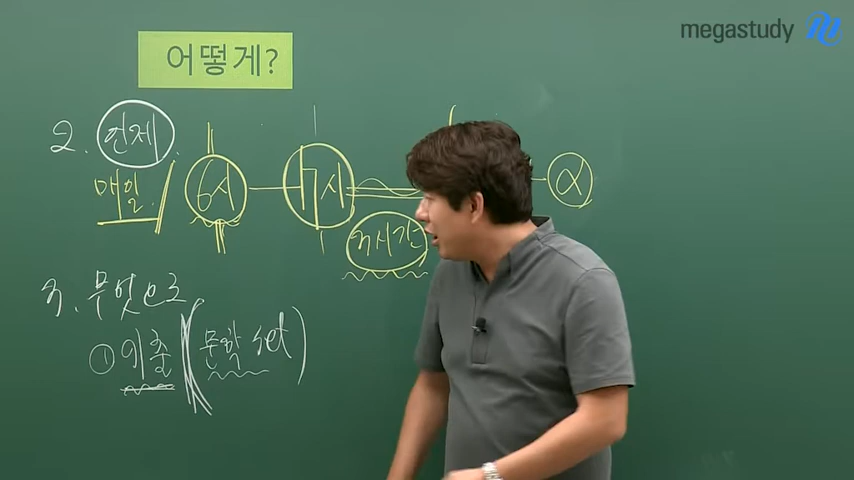 megastudy
어떻게?
2. 언제
매일 6시 7시 α
3시간
3. 무엇으로
① 기출 (문학 set)